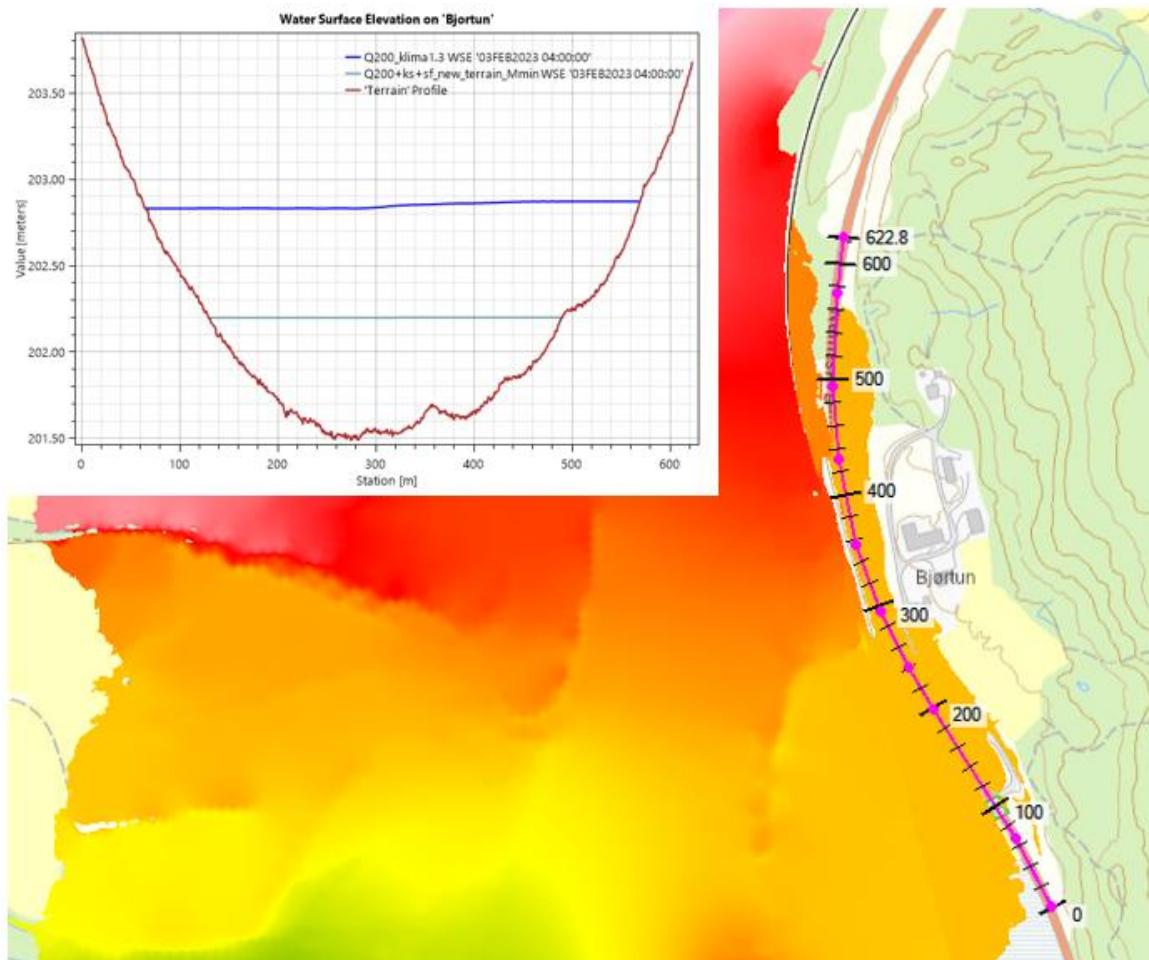 Water Surface Elevation on 'Bjortun'
Q200_klima1.3 WSE '03FEB2023 04:00:00'
Q200+ks+sf_new_terrain_Mmin WSE '03FEB2023 04:00:00'
'Terrain' Profile
Value [meters]
203.50
203.00
202.50
202.00
201.50
0
100
200
300
400
500
600
Station [m]
622.8
600
500
400
300
Bjørtun
200
100
0